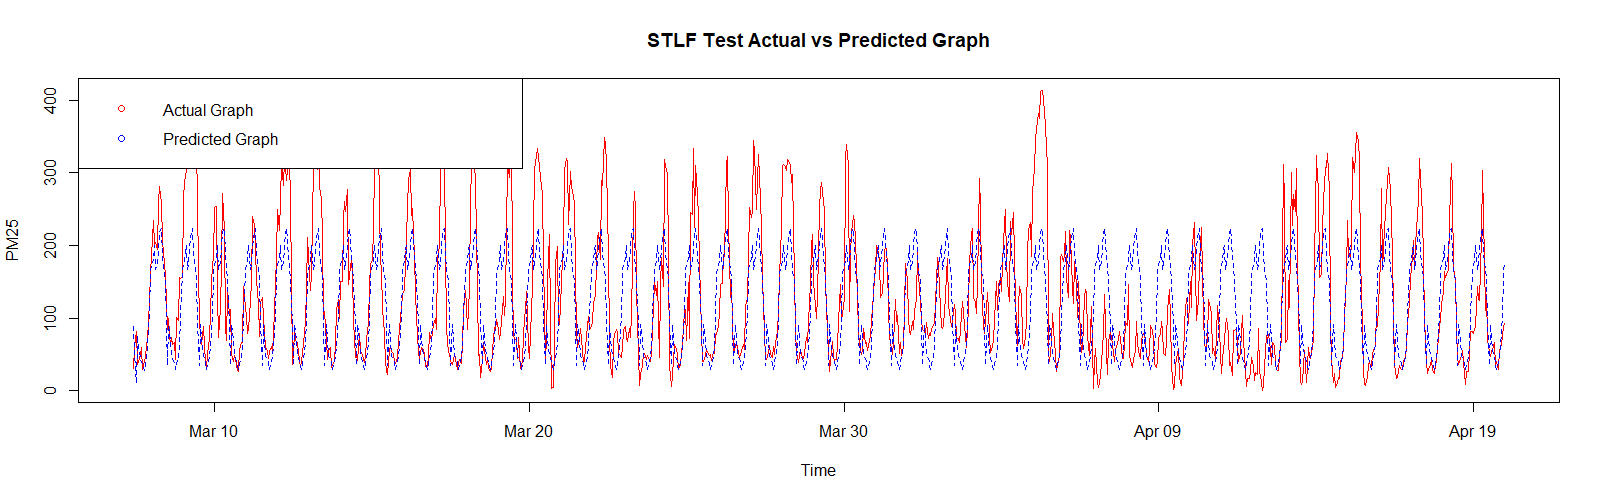 STLF Test Actual vs Predicted Graph
Actual Graph
Predicted Graph
PM25
400
300
200
100
0
Mar 10
Mar 20
Mar 30
Apr 09
Apr 19
Time